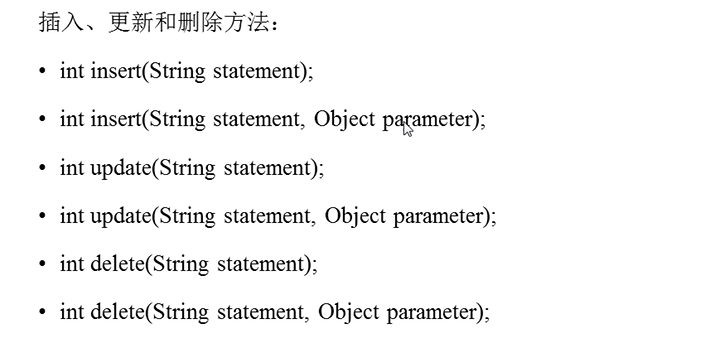 插入、更新和删除方法:
• int insert(String statement);
• int insert(String statement, Object parameter);
• int update(String statement);
• int update(String statement, Object parameter);
• int delete(String statement);
• int delete(String statement, Object parameter);